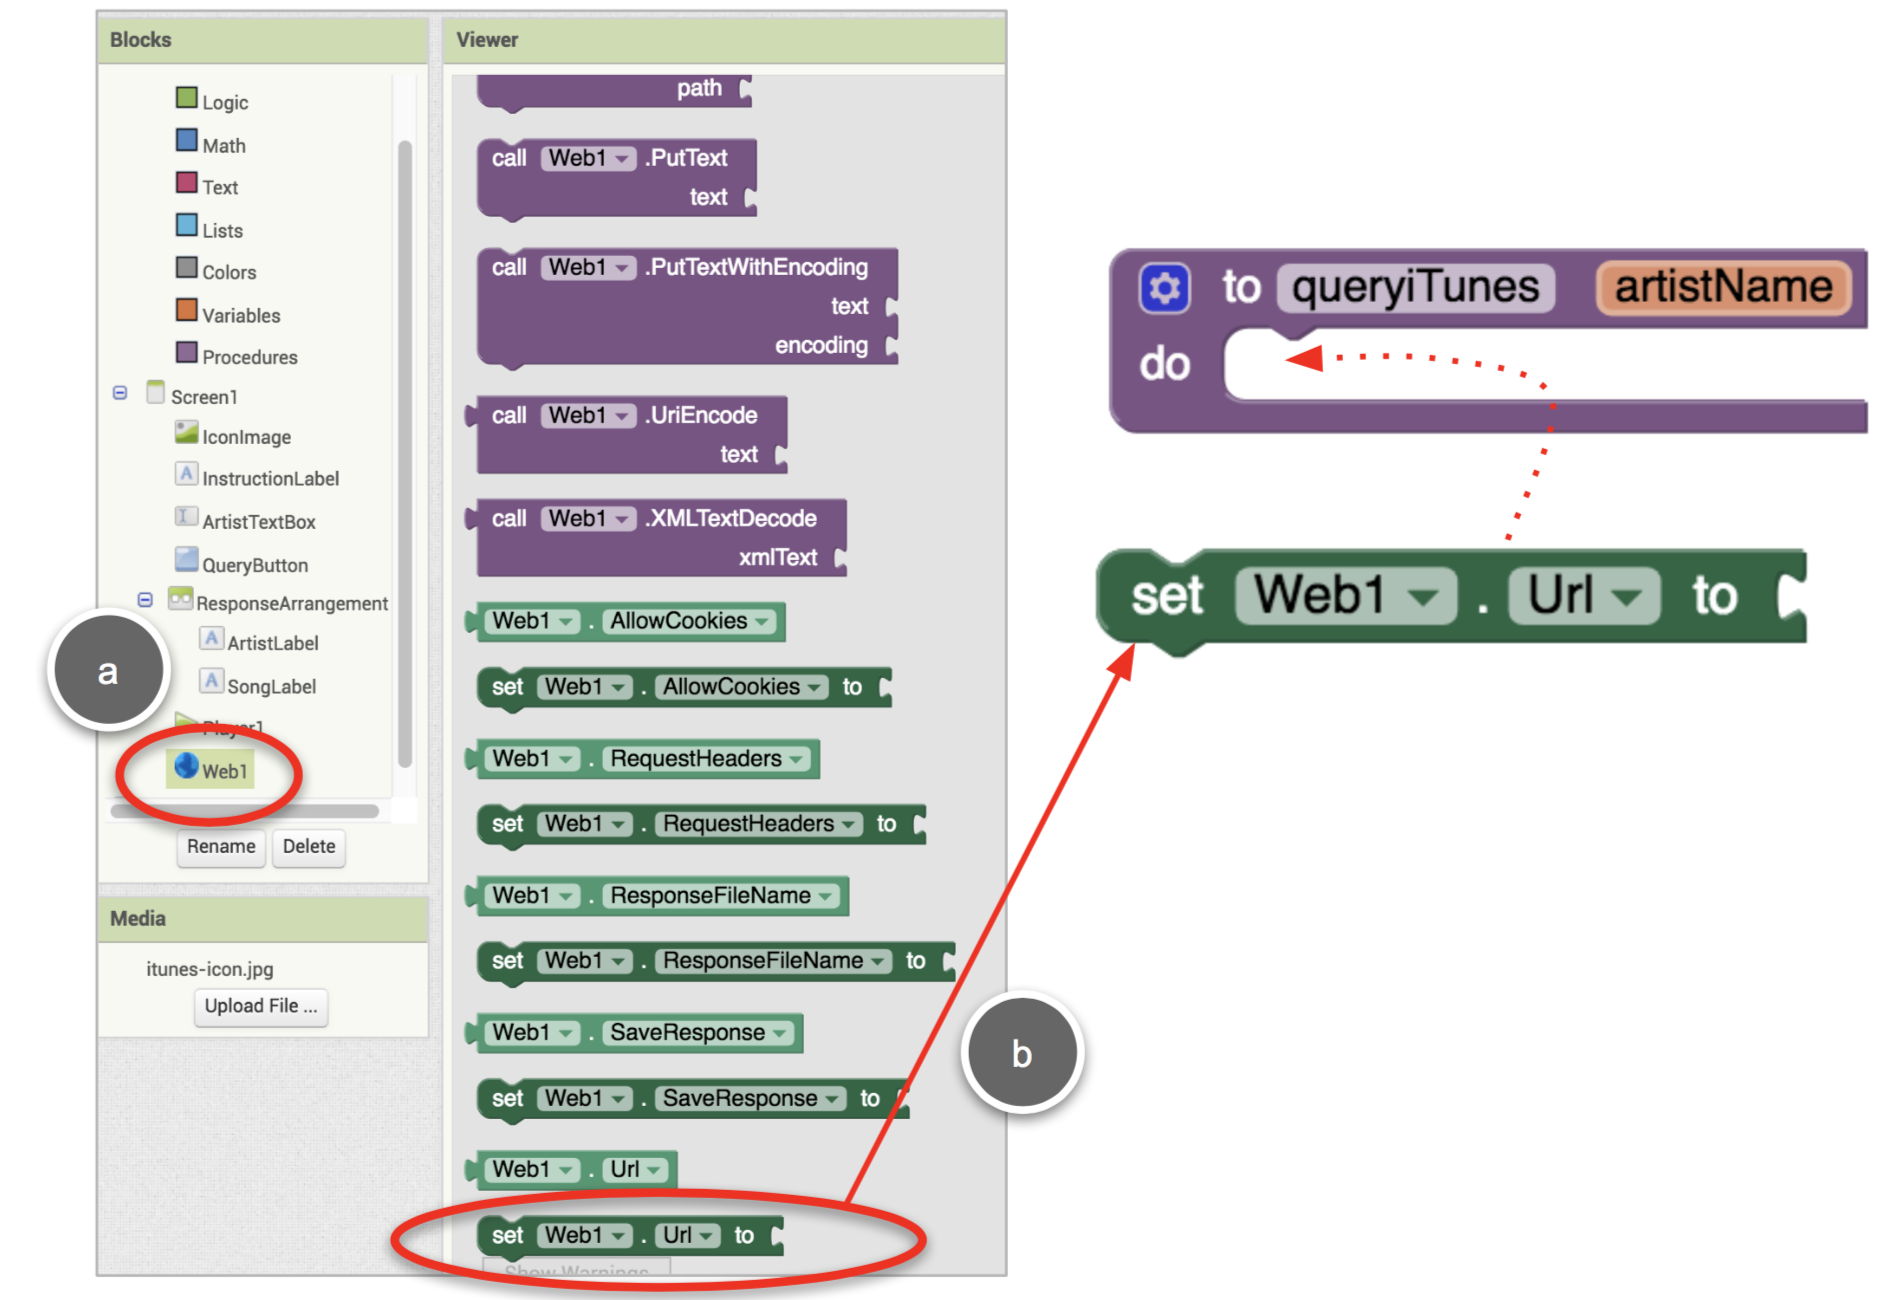 Blocks
Logic
Math
Text
Lists
Colors
Variables
Procedures
Screen1
IconImage
InstructionLabel
ArtistTextBox
QueryButton
ResponseArrangement
ArtistLabel
SongLabel
Player1
Web1
Rename Delete
a
Media
itunes-icon.jpg
Upload File ...
Viewer
path
call Web1 .PutText
text
call Web1 .PutTextWithEncoding
text
encoding
call Web1 .UriEncode
text
call Web1 .XMLTextDecode
xmlText
Web1 . AllowCookies
set Web1 . AllowCookies to
Web1 . RequestHeaders
set Web1 . RequestHeaders to
Web1 . ResponseFileName
set Web1 . ResponseFileName to
Web1 . SaveResponse
set Web1 . SaveResponse to
Web1 . Url
set Web1 . Url to
Show Warnings
b
to queryiTunes artistName
do
set Web1 . Url to